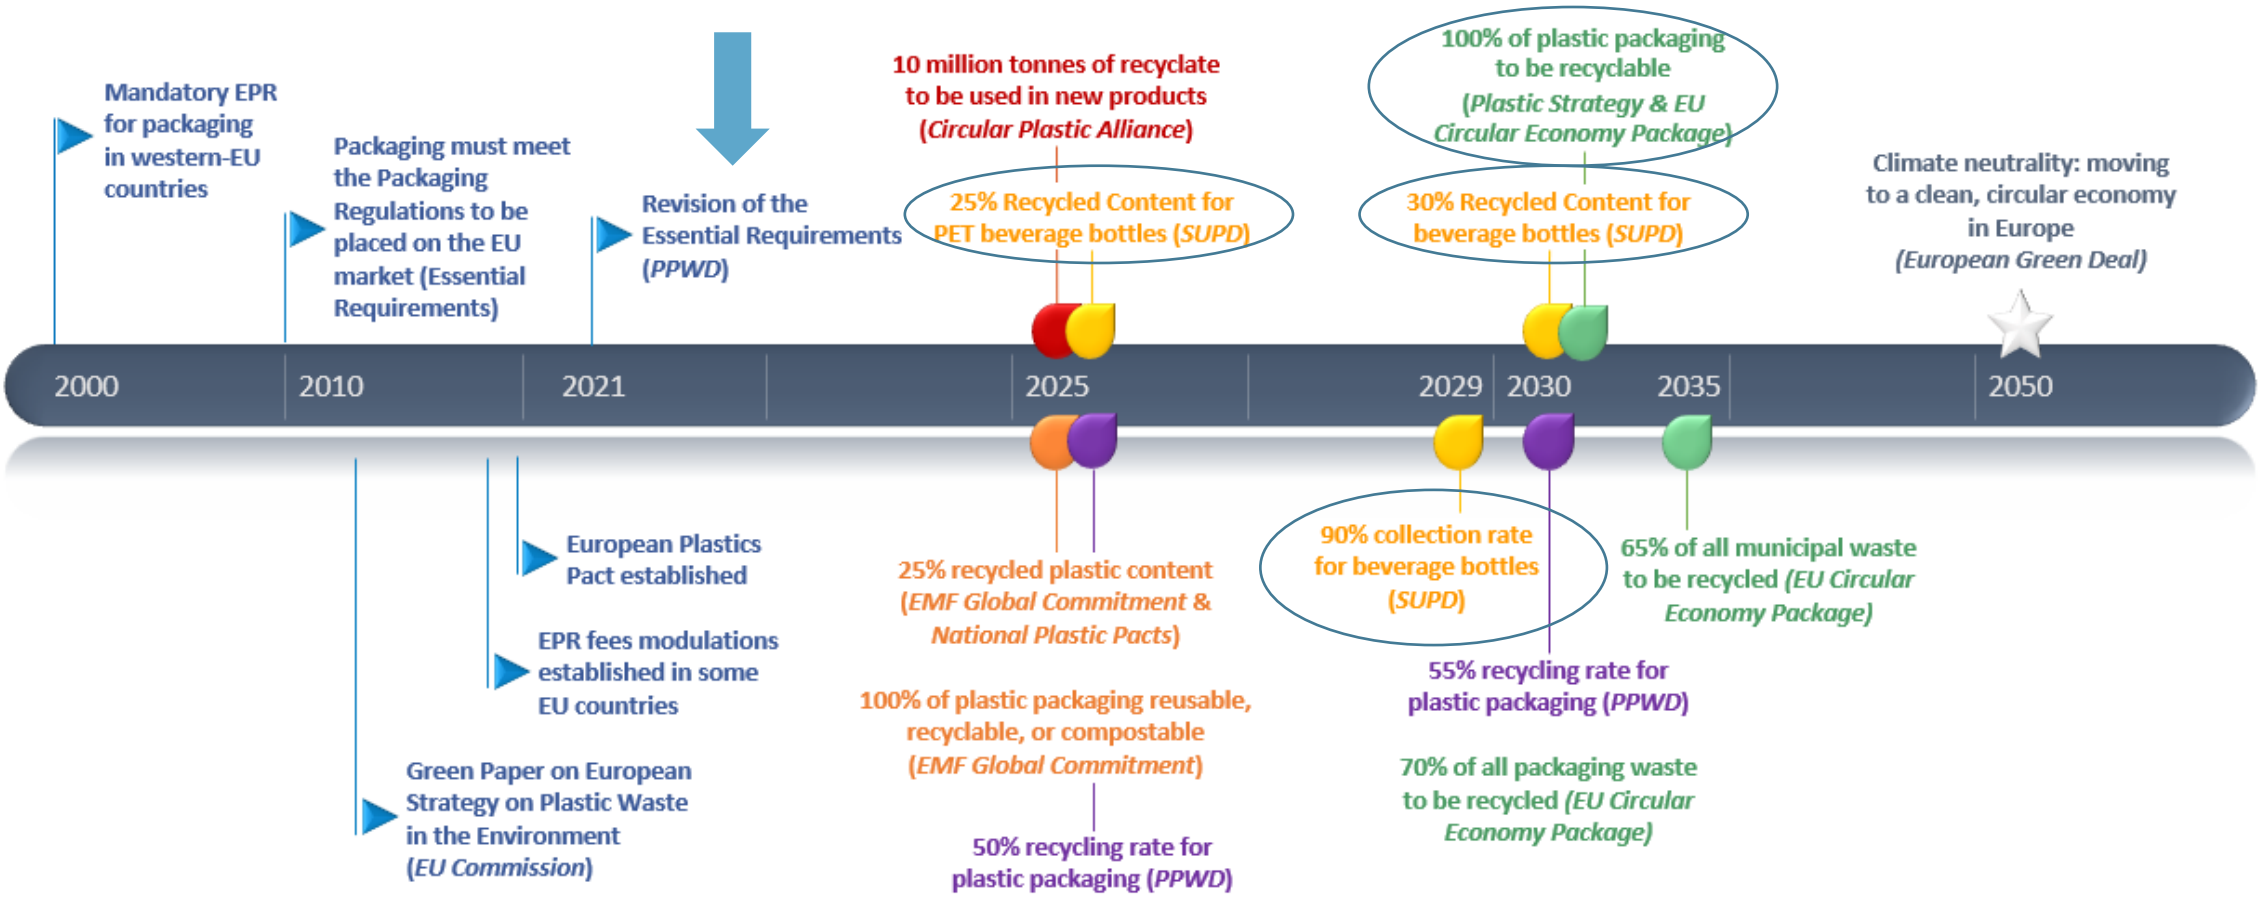 Mandatory EPR
for packaging
in western-EU
countries
Packaging must meet
the Packaging
Regulations to be
placed on the EU
market (Essential
Requirements)
Revision of the
Essential Requirements
(PPWD)
10 million tonnes of recyclate
to be used in new products
(Circular Plastic Alliance)
25% Recycled Content for
PET beverage bottles (SUPD)
100% of plastic packaging
to be recyclable
(Plastic Strategy & EU
Circular Economy Package)
30% Recycled Content for
beverage bottles (SUPD)
Climate neutrality: moving
to a clean, circular economy
in Europe
(European Green Deal)
2000
2010
2021
2025
2029
2030
2035
2050
European Plastics
Pact established
EPR fees modulations
established in some
EU countries
Green Paper on European
Strategy on Plastic Waste
in the Environment
(EU Commission)
25% recycled plastic content
(EMF Global Commitment &
National Plastic Pacts)
100% of plastic packaging reusable,
recyclable, or compostable
(EMF Global Commitment)
50% recycling rate for
plastic packaging (PPWD)
90% collection rate
for beverage bottles
(SUPD)
55% recycling rate for
plastic packaging (PPWD)
70% of all packaging waste
to be recycled (EU Circular
Economy Package)
65% of all municipal waste
to be recycled (EU Circular
Economy Package)